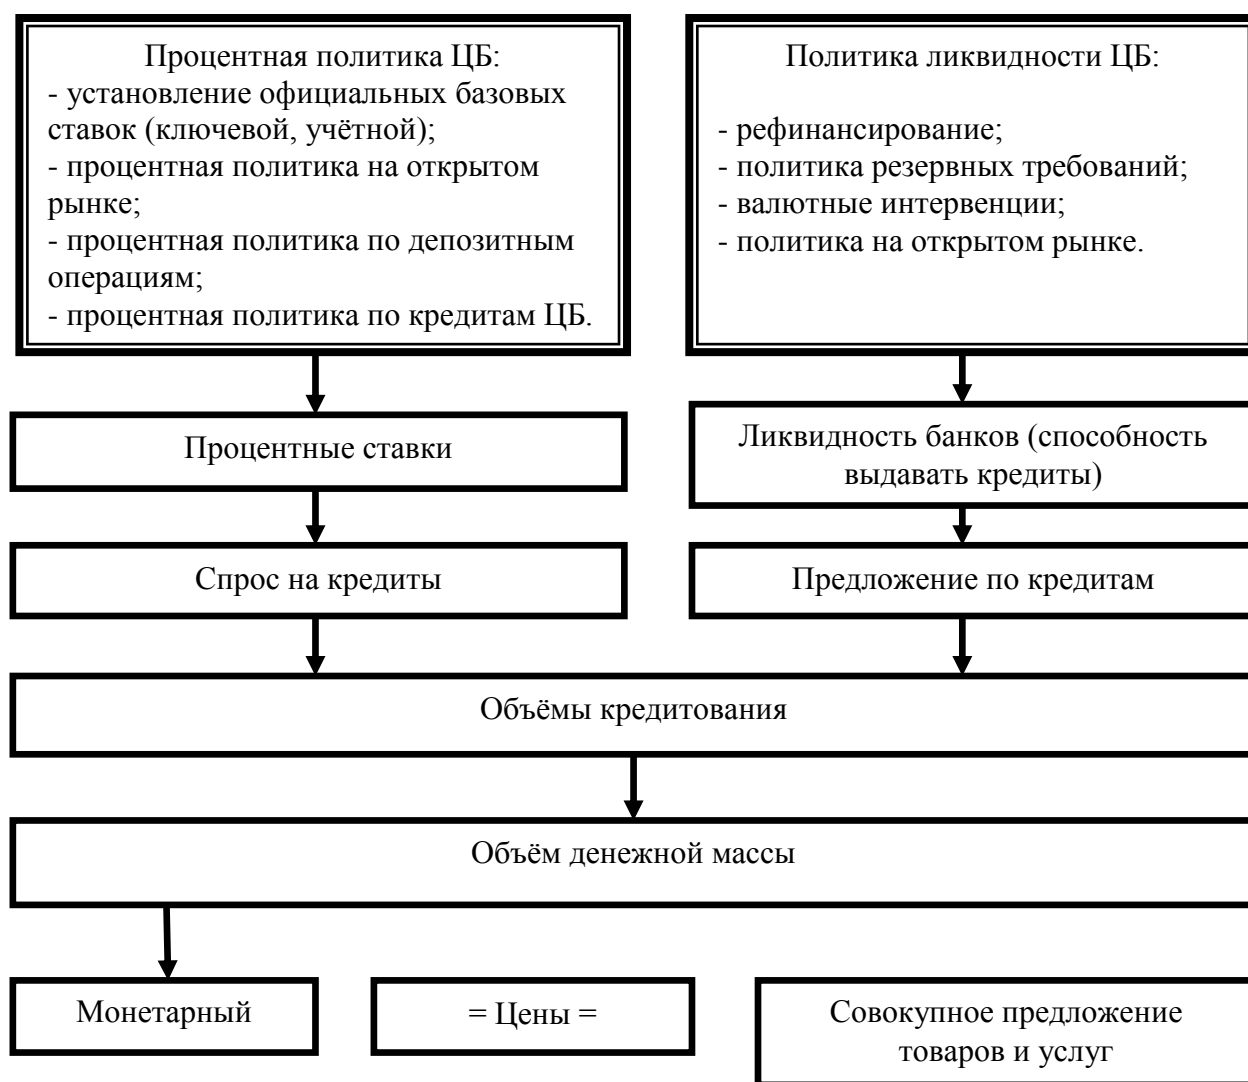 Процентная политика ЦБ:
- установление официальных базовых
ставок (ключевой, учётной);
- процентная политика на открытом
рынке;
- процентная политика по депозитным
операциям;
- процентная политика по кредитам ЦБ.
Политика ликвидности ЦБ:
- рефинансирование;
- политика резервных требований;
- валютные интервенции;
- политика на открытом рынке.
Процентные ставки
Ликвидность банков (способность
выдавать кредиты)
Спрос на кредиты
Предложение по кредитам
Объёмы кредитования
Объём денежной массы
Монетарный
= Цены =
Совокупное предложение
товаров и услуг